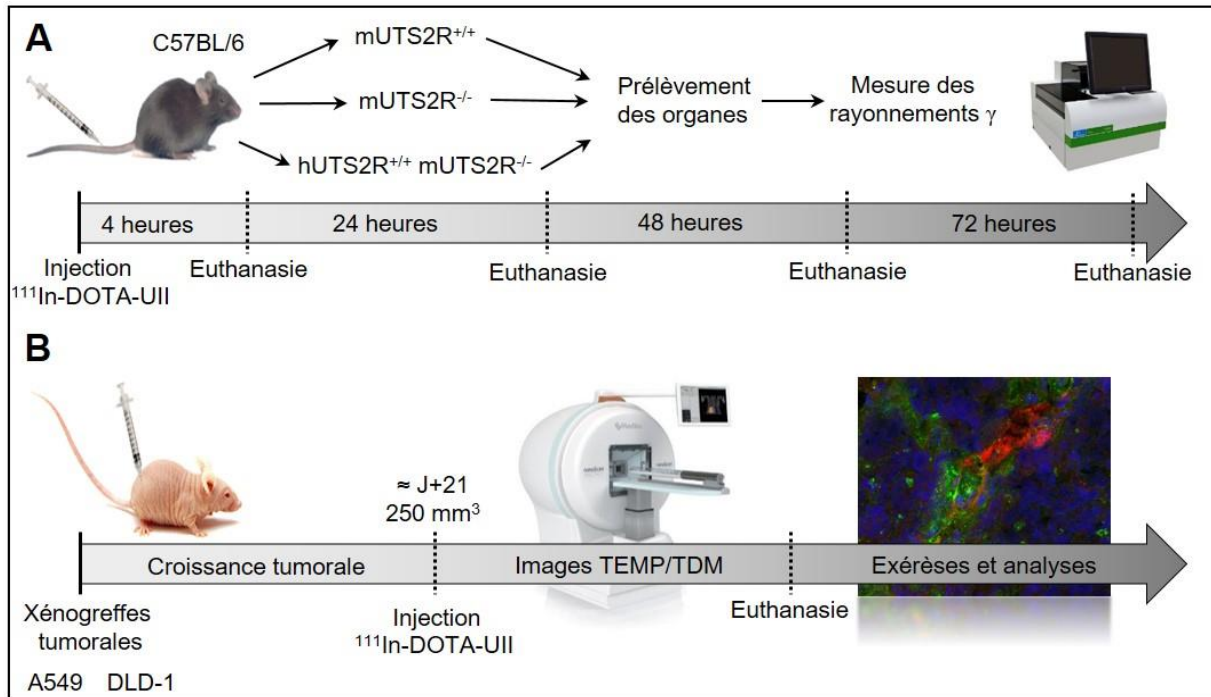 A
C57BL/6
mUTS2R+/+
mUTS2R-/-
hUTS2R+/+ mUTS2R-/-
Prélèvement
des organes
Mesure des
rayonnements γ
4 heures
24 heures
48 heures
72 heures
Injection
111In-DOTA-UII
Euthanasie
Euthanasie
Euthanasie
Euthanasie
B
≈ J+21
250 mm3
Croissance tumorale
Images TEMP/TDM
Exérèses et analyses
Xénogreffes
tumorales
Injection
111In-DOTA-UII
Euthanasie
A549 DLD-1